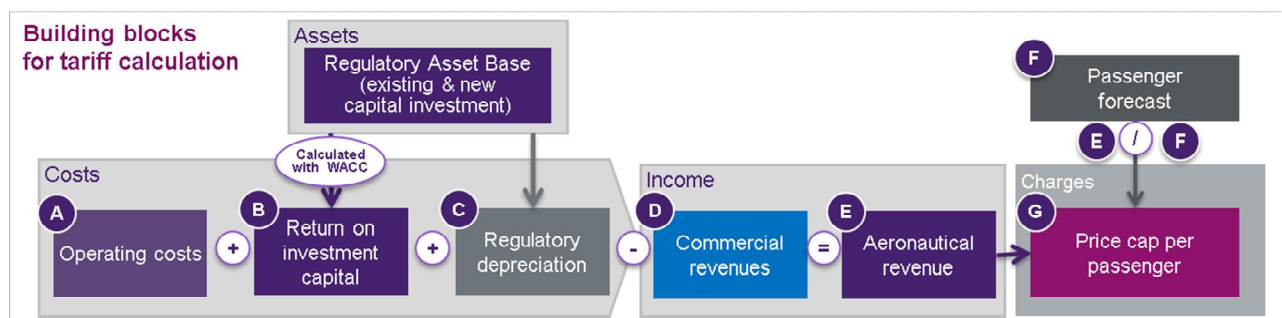 Building blocks
for tariff calculation
Assets
Regulatory Asset Base
(existing & new
capital investment)
Calculated
with WACC
F
Passenger
forecast
E / F
Costs
A
Operating costs
+
B
Return on
investment
capital
+
C
Regulatory
depreciation
-
Income
D
Commercial
revenues
=
E
Aeronautical
revenue
Charges
G
Price cap per
passenger